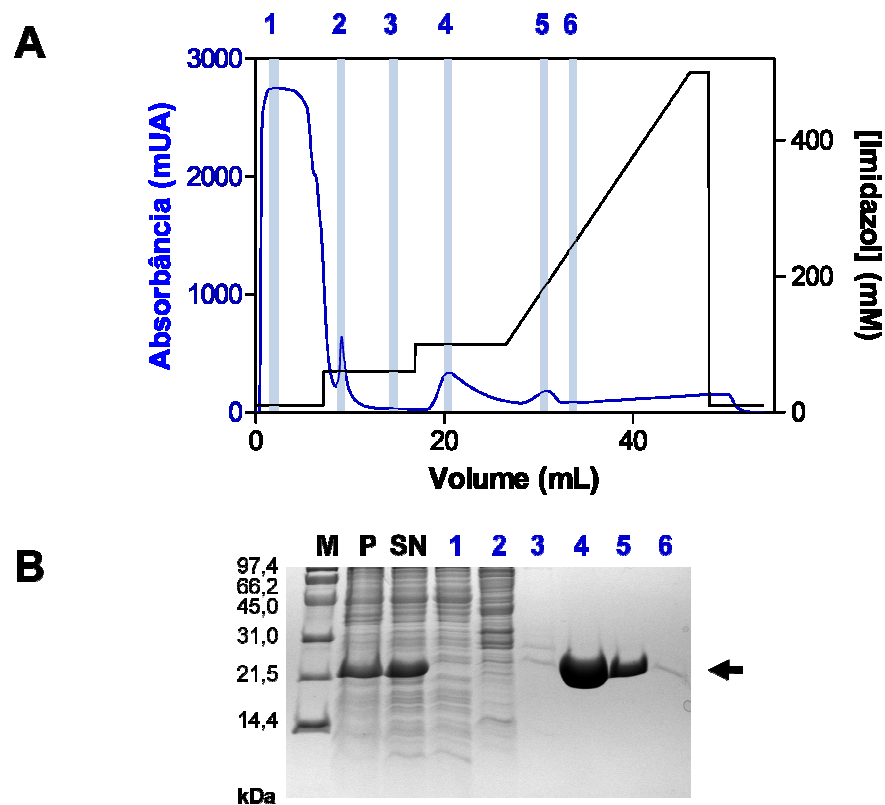 A
1 2 3 4 5 6
3000
2000
1000
0
Absorbância (mUA)
400
200
0
[Imidazol] (mM)
0 20 40
Volume (mL)
B
M P SN 1 2 3 4 5 6
97,4
66,2
45,0
31,0
21,5
14,4
kDa